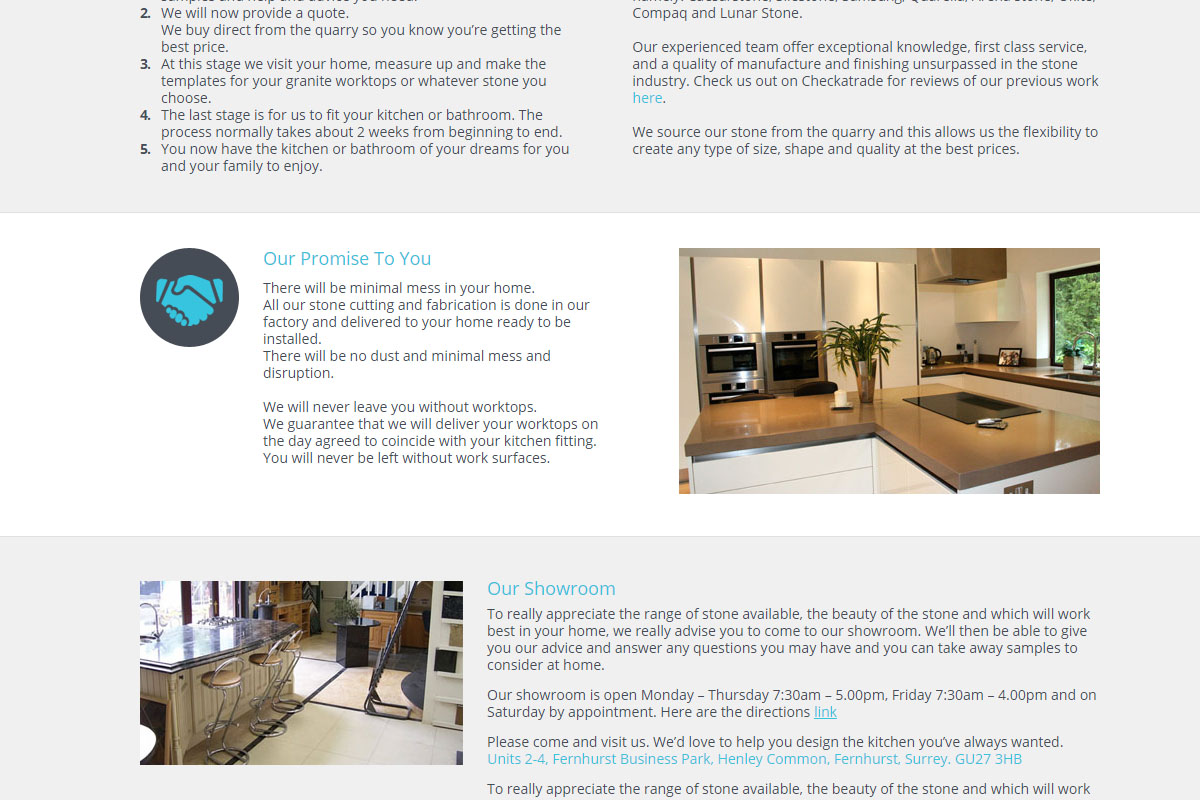 2. We will now provide a quote.
We buy direct from the quarry so you know you're getting the
best price.
3. At this stage we visit your home, measure up and make the
templates for your granite worktops or whatever stone you
choose.
4. The last stage is for us to fit your kitchen or bathroom. The
process normally takes about 2 weeks from beginning to end.
5. You now have the kitchen or bathroom of your dreams for you
and your family to enjoy.
Compaq and Lunar Stone.
Our experienced team offer exceptional knowledge, first class service,
and a quality of manufacture and finishing unsurpassed in the stone
industry. Check us out on Checkatrade for reviews of our previous work
here.
We source our stone from the quarry and this allows us the flexibility to
create any type of size, shape and quality at the best prices.
Our Promise To You
There will be minimal mess in your home.
All our stone cutting and fabrication is done in our
factory and delivered to your home ready to be
installed.
There will be no dust and minimal mess and
disruption.
We will never leave you without worktops.
We guarantee that we will deliver your worktops on
the day agreed to coincide with your kitchen fitting.
You will never be left without work surfaces.
Our Showroom
To really appreciate the range of stone available, the beauty of the stone and which will work
best in your home, we really advise you to come to our showroom. We'll then be able to give
you our advice and answer any questions you may have and you can take away samples to
consider at home.
Our showroom is open Monday – Thursday 7:30am – 5.00pm, Friday 7:30am – 4.00pm and on
Saturday by appointment. Here are the directions link
Please come and visit us. We'd love to help you design the kitchen you've always wanted.
Units 2-4, Fernhurst Business Park, Henley Common, Fernhurst, Surrey. GU27 3HB
To really appreciate the range of stone available, the beauty of the stone and which will work